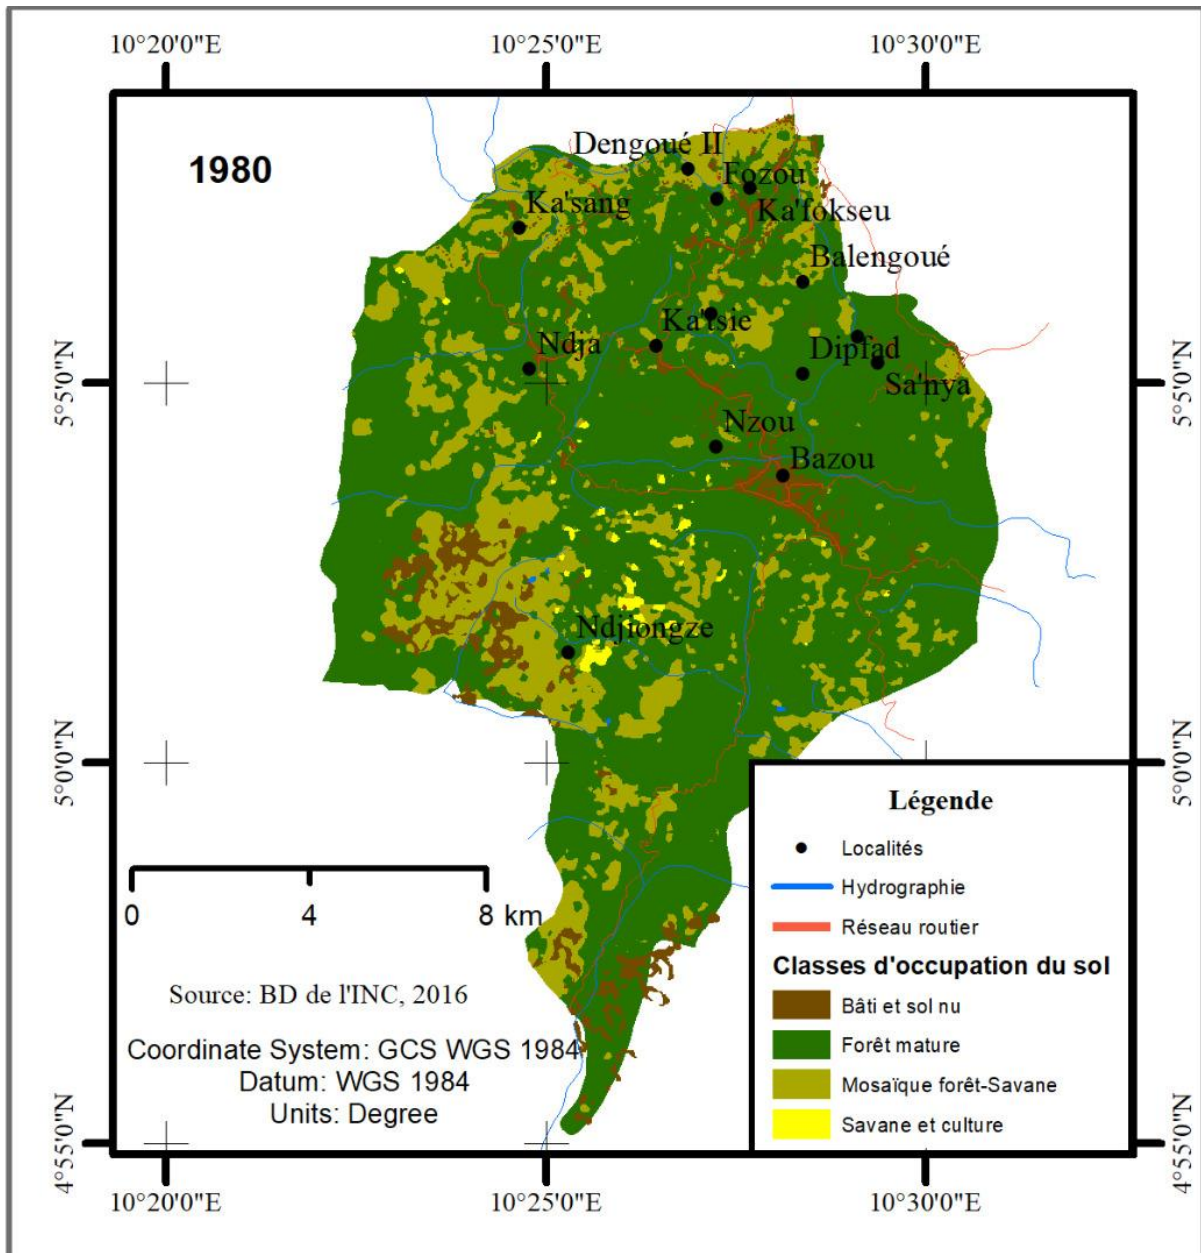 10°20'0"E 10°25'0"E 10°30'0"E
1980
Dengoué II
Fozou
Ka'sang
Ka'fokseu
Balengoué
Ka'tsie
Ndja
Dipfad
Sa'nya
5°5'0"N 5°5'0"N
Nzou
Bazou
Ndjiongze
5°0'0"N 5°0'0"N
Légende
Localités
Hydrographie
Réseau routier
Classes d'occupation du sol
Bâti et sol nu
Forêt mature
Mosaïque forêt-Savane
Savane et culture
0 4 8 km
Source: BD de l'INC, 2016
Coordinate System: GCS WGS 1984
Datum: WGS 1984
Units: Degree
4°55'0"N 4°55'0"N
10°20'0"E 10°25'0"E 10°30'0"E